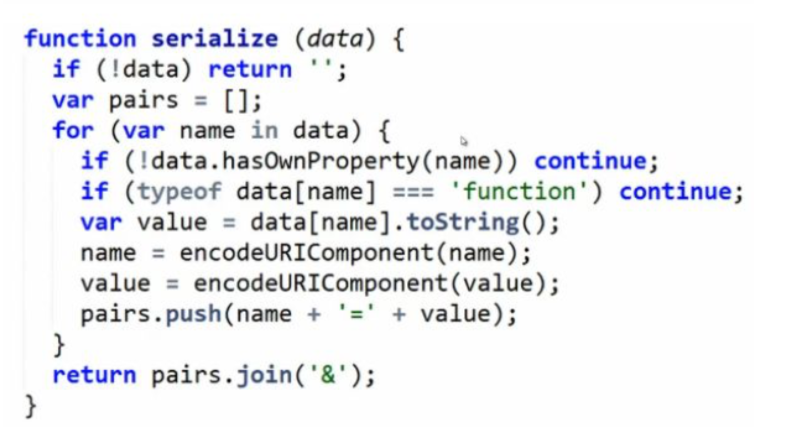 function serialize (data) {
if (!data) return '';
var pairs = [];
for (var name in data) {
if (!data.hasOwnProperty(name)) continue;
if (typeof data[name] === 'function') continue;
var value = data[name].toString();
name = encodeURIComponent(name);
value = encodeURIComponent(value);
pairs.push(name + '=' + value);
}
return pairs.join('&');
}